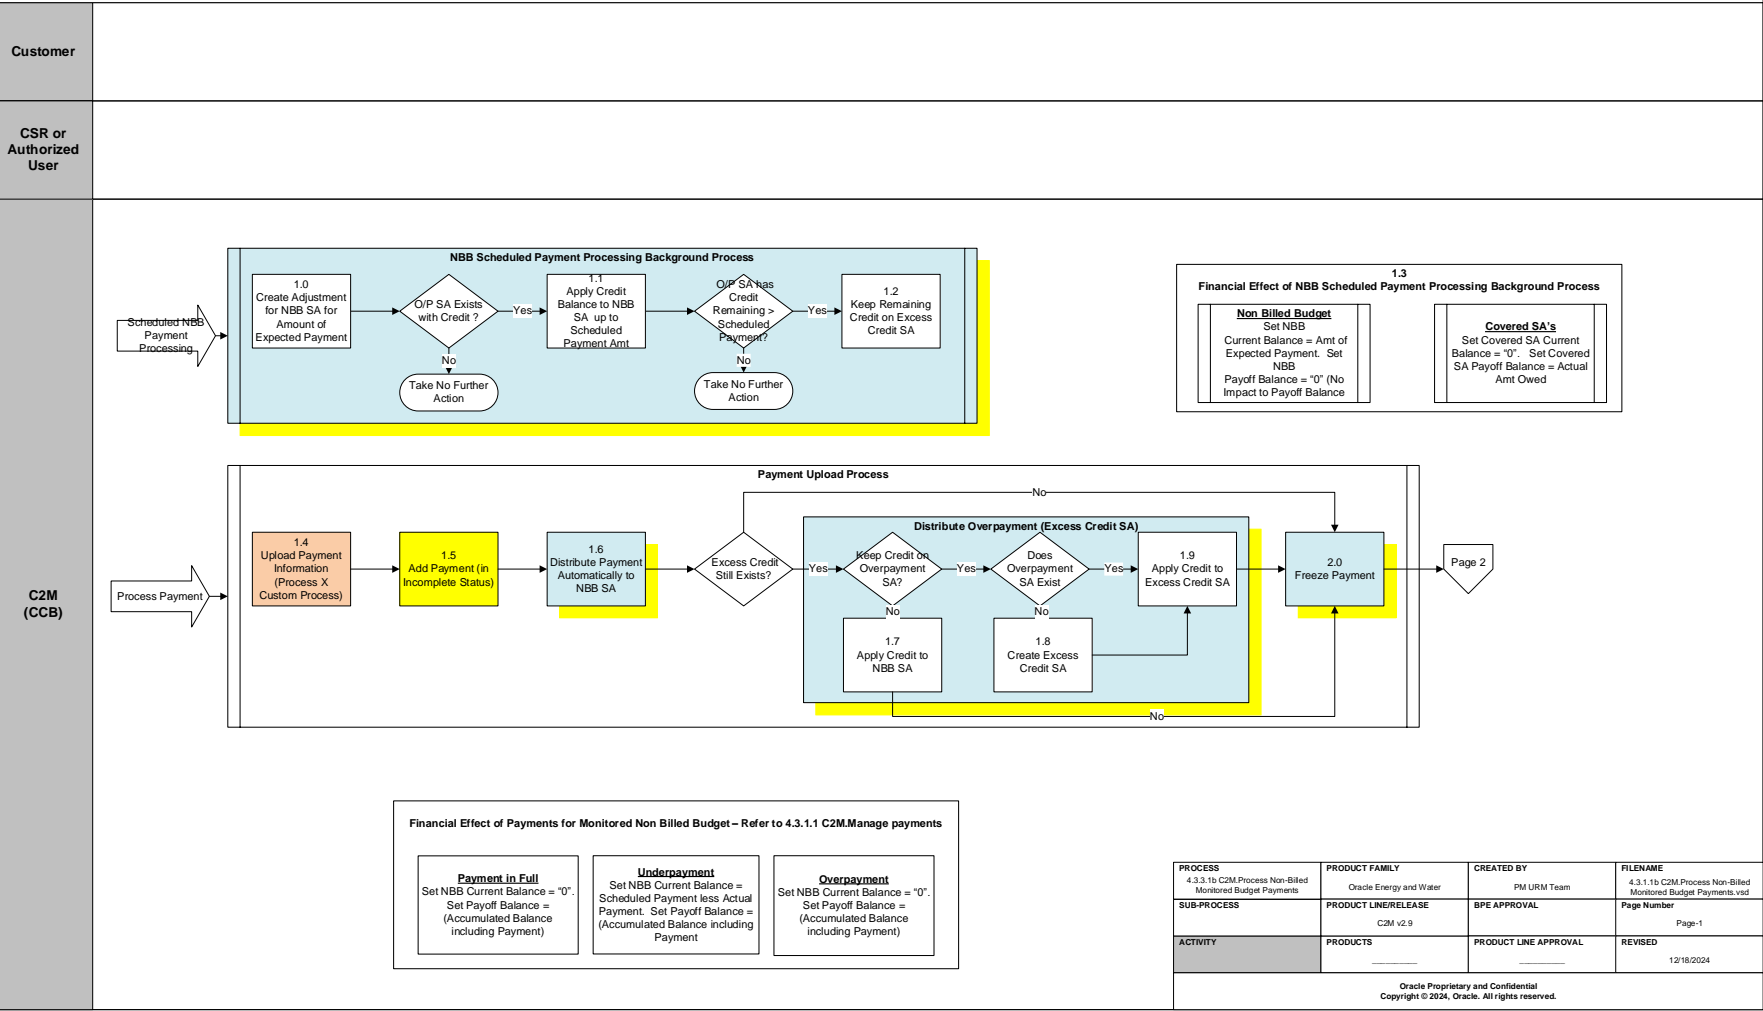 Customer
CSR or
Authorized
User
C2M
(CCB)
NBB Scheduled Payment Processing Background Process
Scheduled NBB
Payment
Processing
1.0
Create Adjustment
for NBB SA for
Amount of
Expected Payment
O/P SA Exists
with Credit ?
Yes
No
Take No Further
Action
1.1
Apply Credit
Balance to NBB
SA up to
Scheduled
Payment Amt
O/P SA has
Credit
Remaining >
Scheduled
Payment?
Yes
No
Take No Further
Action
1.2
Keep Remaining
Credit on Excess
Credit SA
1.3
Financial Effect of NBB Scheduled Payment Processing Background Process
Non Billed Budget
Set NBB
Current Balance = Amt of
Expected Payment. Set
NBB
Payoff Balance = “0” (No
Impact to Payoff Balance
Covered SA's
Set Covered SA Current
Balance = “0”. Set Covered
SA Payoff Balance = Actual
Amt Owed
Payment Upload Process
Process Payment
1.4
Upload Payment
Information
(Process X
Custom Process)
1.5
Add Payment (in
Incomplete Status)
1.6
Distribute Payment
Automatically to
NBB SA
Excess Credit
Still Exists?
No
Yes
Distribute Overpayment (Excess Credit SA)
Keep Credit on
Overpayment
SA?
Yes
No
Does
Overpayment
SA Exist
Yes
No
1.9
Apply Credit to
Excess Credit SA
1.7
Apply Credit to
NBB SA
1.8
Create Excess
Credit SA
No
2.0
Freeze Payment
Page 2
Financial Effect of Payments for Monitored Non Billed Budget – Refer to 4.3.1.1 C2M.Manage payments
Payment in Full
Set NBB Current Balance = “0”.
Set Payoff Balance =
(Accumulated Balance
including Payment)
Underpayment
Set NBB Current Balance =
Scheduled Payment less Actual
Payment. Set Payoff Balance =
(Accumulated Balance including
Payment
Overpayment
Set NBB Current Balance = “0”.
Set Payoff Balance =
(Accumulated Balance
including Payment)
PROCESS
4.3.3.1b C2M.Process Non-Billed
Monitored Budget Payments
PRODUCT FAMILY
Oracle Energy and Water
CREATED BY
PM URM Team
FILENAME
4.3.1.1b C2M.Process Non-Billed
Monitored Budget Payments.vsd
SUB-PROCESS
PRODUCT LINE/RELEASE
C2M v2.9
BPE APPROVAL
Page Number
Page-1
ACTIVITY
PRODUCTS
__________
PRODUCT LINE APPROVAL
__________
REVISED
12/18/2024
Oracle Proprietary and Confidential
Copyright © 2024, Oracle. All rights reserved.